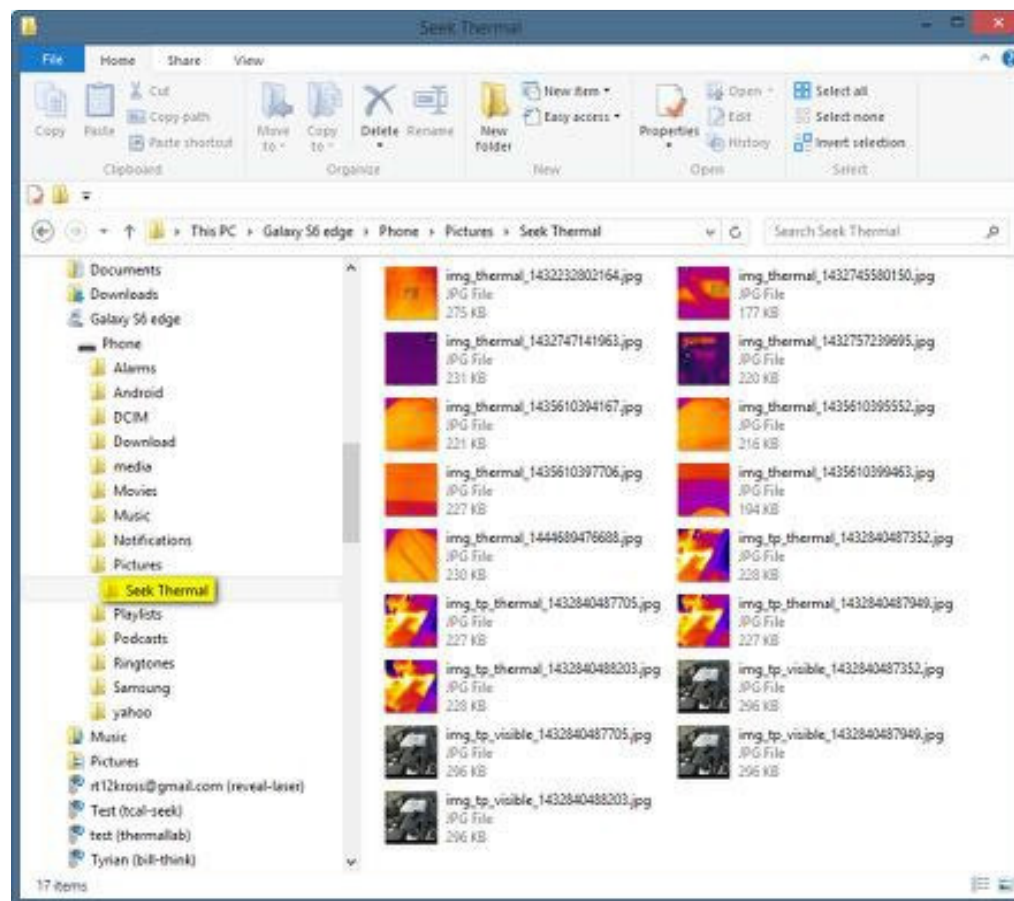 Seek Thermal
File Home Share View
Copy
Paste
Cut
Copy path
Paste shortcut
Clipboard
Move to
Copy to
Delete
Rename
Organize
New folder
New item
Easy access
New
Properties
Open
Edit
History
Open
Select all
Select none
Invert selection
Select
This PC Galaxy S6 edge Phone Pictures Seek Thermal
Search Seek Thermal
Documents
Downloads
Galaxy S6 edge
Phone
Alarms
Android
DCIM
Download
media
Movies
Music
Notifications
Pictures
Seek Thermal
Playlists
Podcasts
Ringtones
Samsung
yahoo
Music
Pictures
rt12kross@gmail.com (reveal-laser)
Test (tcal-seek)
test (thermallab)
Tyrian (bill-think)
img_thermal_1432232802164.jpg
JPG File
275 KB
img_thermal_1432745580150.jpg
JPG File
177 KB
img_thermal_1432747141963.jpg
JPG File
231 KB
img_thermal_1432757239695.jpg
JPG File
220 KB
img_thermal_1435610394167.jpg
JPG File
221 KB
img_thermal_1435610395552.jpg
JPG File
216 KB
img_thermal_1435610397706.jpg
JPG File
227 KB
img_thermal_1435610399463.jpg
JPG File
194 KB
img_thermal_1444689476688.jpg
JPG File
230 KB
img_tp_thermal_1432840487352.jpg
JPG File
228 KB
img_tp_thermal_1432840487705.jpg
JPG File
227 KB
img_tp_thermal_1432840487949.jpg
JPG File
227 KB
img_tp_thermal_1432840488203.jpg
JPG File
228 KB
img_tp_visible_1432840487352.jpg
JPG File
296 KB
img_tp_visible_1432840487705.jpg
JPG File
296 KB
img_tp_visible_1432840487949.jpg
JPG File
296 KB
img_tp_visible_1432840488203.jpg
JPG File
296 KB
17 items